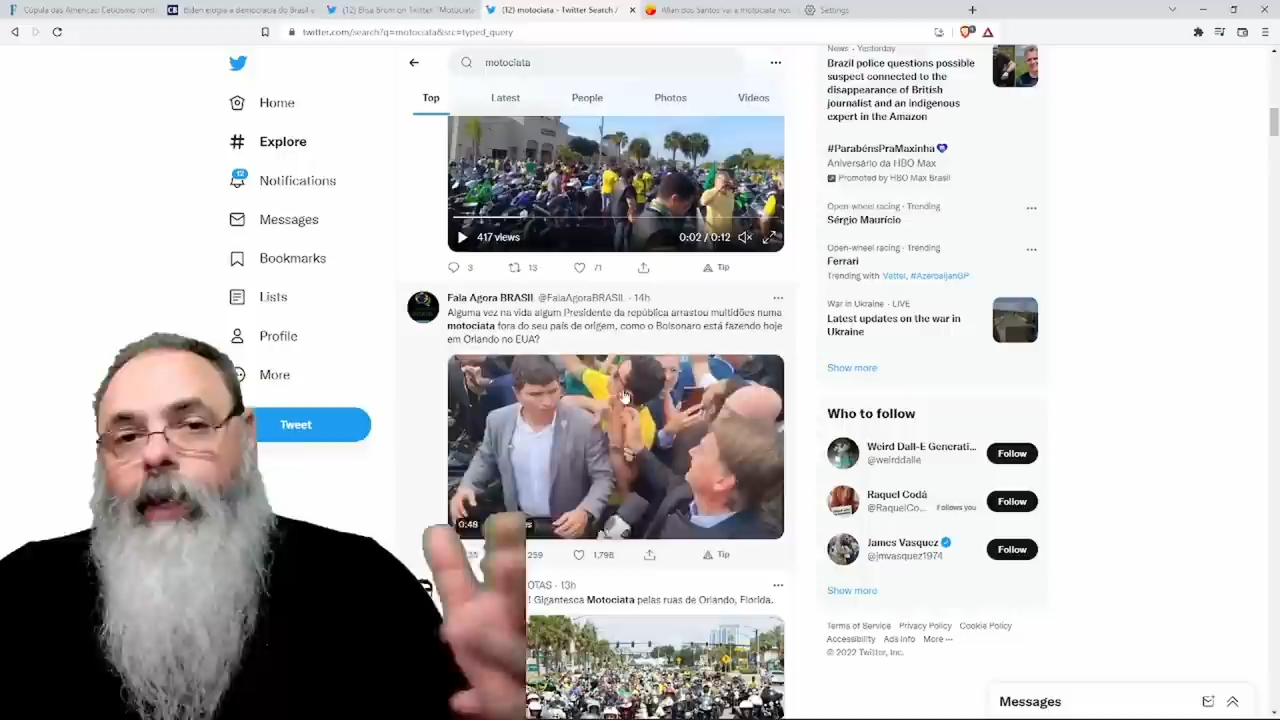 Cúpula das Américas: Cetisismo const
Biden elogia a democracia do Brasil e
(12) Elsa Brom on Twitter "Motociata
(12) motociata - Twitter Search /
Allan dos Santos vai a motociata nos
Settings
twitter.com/search?q=motociata&src=typed_query
Home
Explore
12
Notifications
Messages
Bookmarks
Lists
Profile
More
Tweet
motociata
Top
Latest
People
Photos
Videos
417 views
0:02 / 0:12
3
13
71
Tip
Fala Agora BRASIL @FalaAgoraBRASIL · 14h
Alguma vez na vida algum Presidente da república arrastou multidões numa
motociata fora do seu país de origem, como o Bolsonaro está fazendo hoje
em Orlando no EUA?
0:48
259
1,798
Tip
OTAS · 13h
! Gigantesca Motociata pelas ruas de Orlando, Florida.
News · Yesterday
Brazil police questions possible
suspect connected to the
disappearance of British
journalist and an indigenous
expert in the Amazon
#ParabénsPraMaxinha
Aniversário da HBO Max
Promoted by HBO Max Brasil
Open-wheel racing · Trending
Sérgio Maurício
Open-wheel racing · Trending
Ferrari
Trending with Vettel, #AzerbaijanGP
War in Ukraine · LIVE
Latest updates on the war in
Ukraine
Show more
Who to follow
Weird Dall-E Generati...
@weirddalle
Follow
Raquel Codá
@RaquelCo... Follows you
Follow
James Vasquez
@jmvasquez1974
Follow
Show more
Terms of Service Privacy Policy Cookie Policy
Accessibility Ads info More ···
© 2022 Twitter, Inc.
Messages